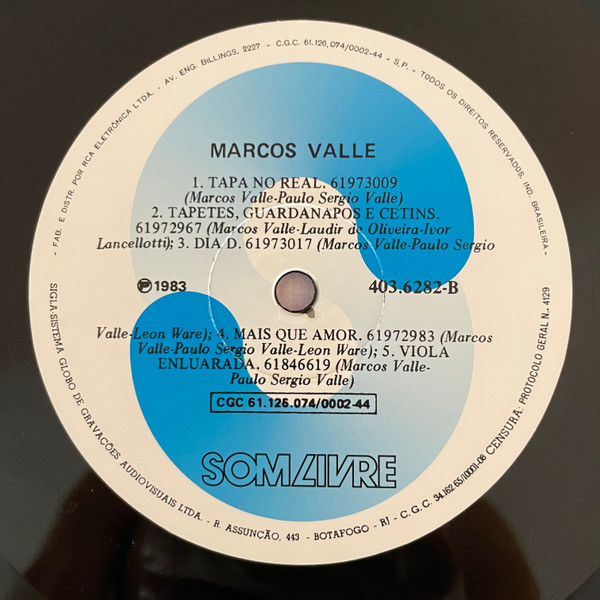 - FAB. E DISTR. POR RCA ELETRÔNICA LTDA. - AV. ENG. BILLINGS, 2227 - C.G.C. 61.126,074/0002-44 - S.P. - TODOS OS DIREITOS RESERVADOS, IND. BRASILEIRA -
MARCOS VALLE
1. TAPA NO REAL. 61973009
(Marcos Valle-Paulo Sergio Valle)
2. TAPETES, GUARDANAPOS E CETINS.
61972967 (Marcos Valle-Laudir de Oliveira-Ivor
Lancellotti); 3. DIA D. 61973017 (Marcos Valle-Paulo Sergio
Ⓟ 1983
403.6282-B
Valle-Leon Ware); 4. MAIS QUE AMOR. 61972983 (Marcos
Valle-Paulo Sergio Valle-Leon Ware); 5. VIOLA
ENLUARADA. 61846619 (Marcos Valle-
Paulo Sergio Valle)
CGC 61.126.074/0002-44
SOM LIVRE
SIGLA-SISTEMA GLOBO DE GRAVAÇÕES AUDIOVISUAIS LTDA. - R. ASSUNÇÃO, 443 - BOTAFOGO - RJ - C.G.C. 34.162.651/0001-08 CENSURA: PROTOCOLO GERAL N.. 4129